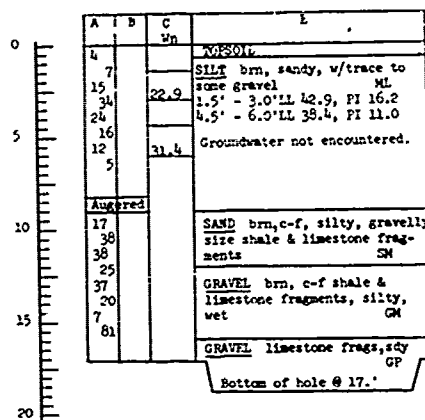 A B C E
Wn
0
4
TOPSOIL
7
SILT brn, sandy, w/trace to
some gravel ML
15
22.9
1.5' - 3.0'LL 42.9, PI 16.2
34
4.5' - 6.0'LL 38.4, PI 11.0
24
5
16
Groundwater not encountered.
12
31.4
5
Augered
17
SAND brn,c-f, silty, gravelly
10
38
size shale & limestone frag-
38
ments SM
25
37
GRAVEL brn, c-f shale &
20
limestone fragments, silty,
7
wet GM
15
81
GRAVEL limestone frags,sdy
GP
Bottom of hole @ 17.'
20